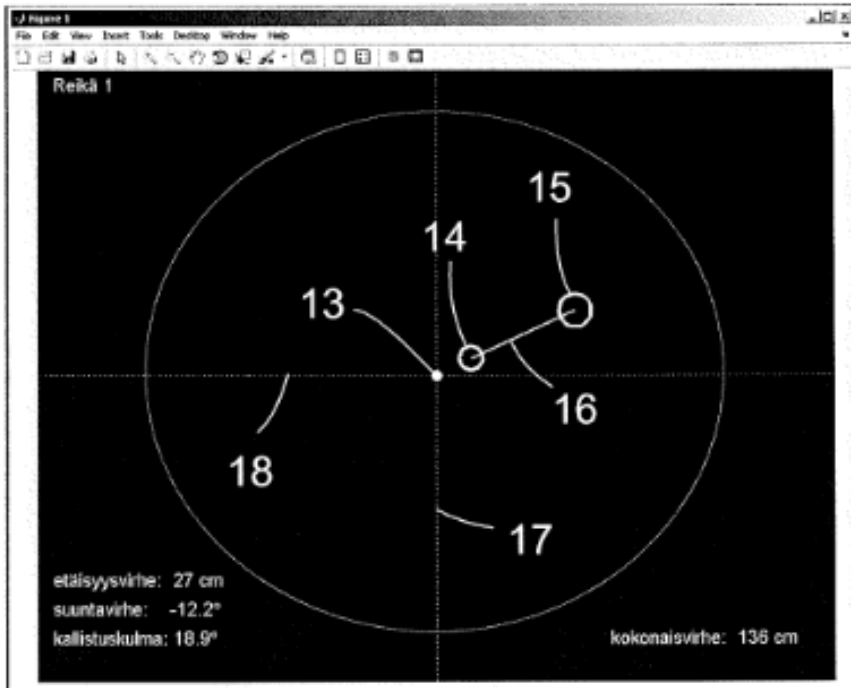 Figure 1
File Edit View Insert Tools Desktop Window Help
Reikä 1
15
14
13
16
18
17
etäisyysvirhe: 27 cm
suuntavirhe: -12.2°
kallistuskulma: 18.9°
kokonaisvirhe: 136 cm